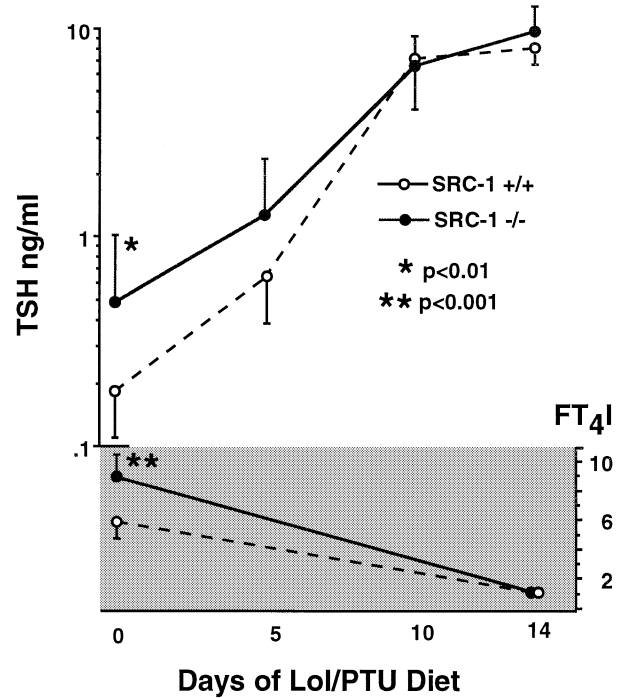 10
1
.1
TSH ng/ml
*
SRC-1 +/+
SRC-1 -/-
* p<0.01
** p<0.001
FT4I
**
10
6
2
0 5 10 14
Days of LoI/PTU Diet